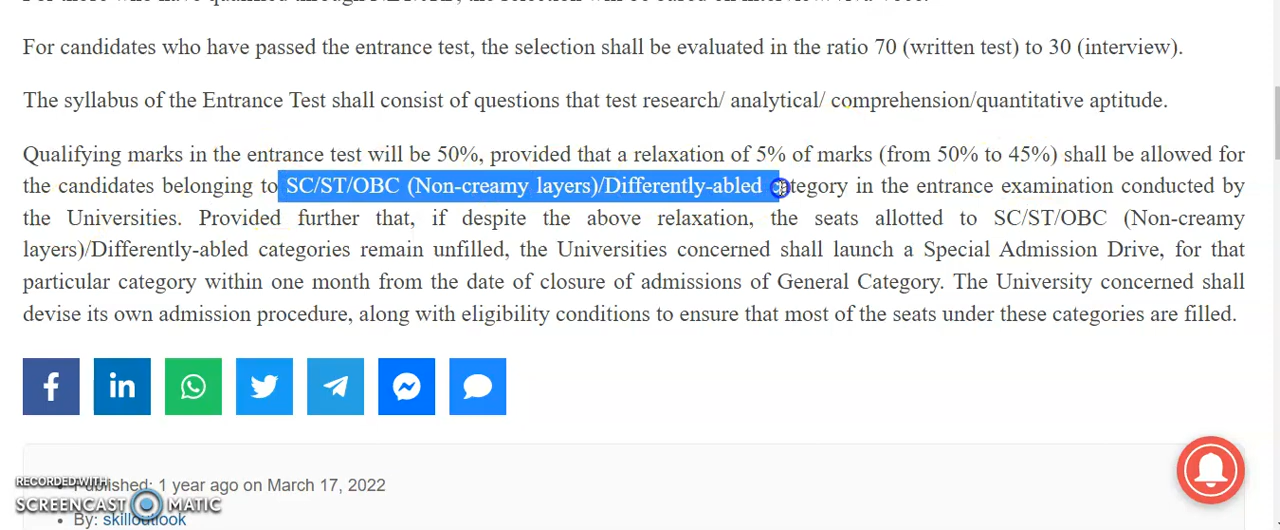 For candidates who have passed the entrance test, the selection shall be evaluated in the ratio 70 (written test) to 30 (interview).
The syllabus of the Entrance Test shall consist of questions that test research/ analytical/ comprehension/quantitative aptitude.
Qualifying marks in the entrance test will be 50%, provided that a relaxation of 5% of marks (from 50% to 45%) shall be allowed for
the candidates belonging to SC/ST/OBC (Non-creamy layers)/Differently-abled category in the entrance examination conducted by
the Universities. Provided further that, if despite the above relaxation, the seats allotted to SC/ST/OBC (Non-creamy
layers)/Differently-abled categories remain unfilled, the Universities concerned shall launch a Special Admission Drive, for that
particular category within one month from the date of closure of admissions of General Category. The University concerned shall
devise its own admission procedure, along with eligibility conditions to ensure that most of the seats under these categories are filled.
RECORDED WITH
Published: 1 year ago on March 17, 2022
SCREENCAST MATIC
By: skilloutlook